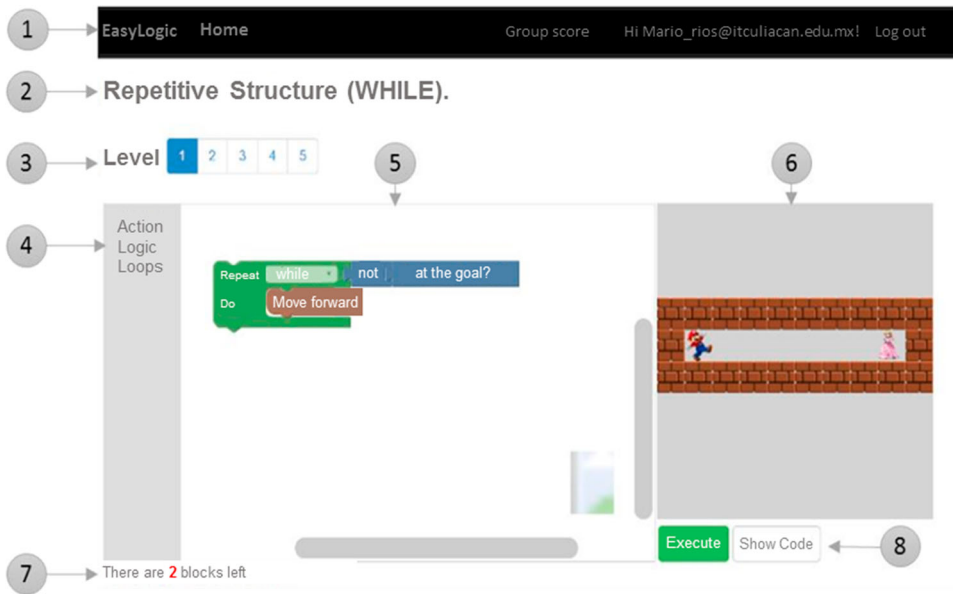 1
EasyLogic Home Group score Hi Mario_rios@itculiacan.edu.mx! Log out
2
Repetitive Structure (WHILE).
3
Level 1 2 3 4 5
5
6
4
Action
Logic
Loops
Repeat while not at the goal?
Do Move forward
Execute Show Code
8
7
There are 2 blocks left